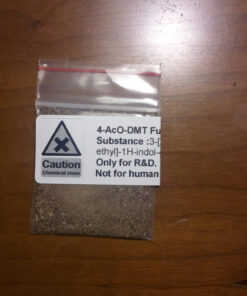 4-AcO-DMT Fu
Substance :3-[
ethyl]-1H-indol-
Only for R&D.
Not for human
Caution
Chemical store